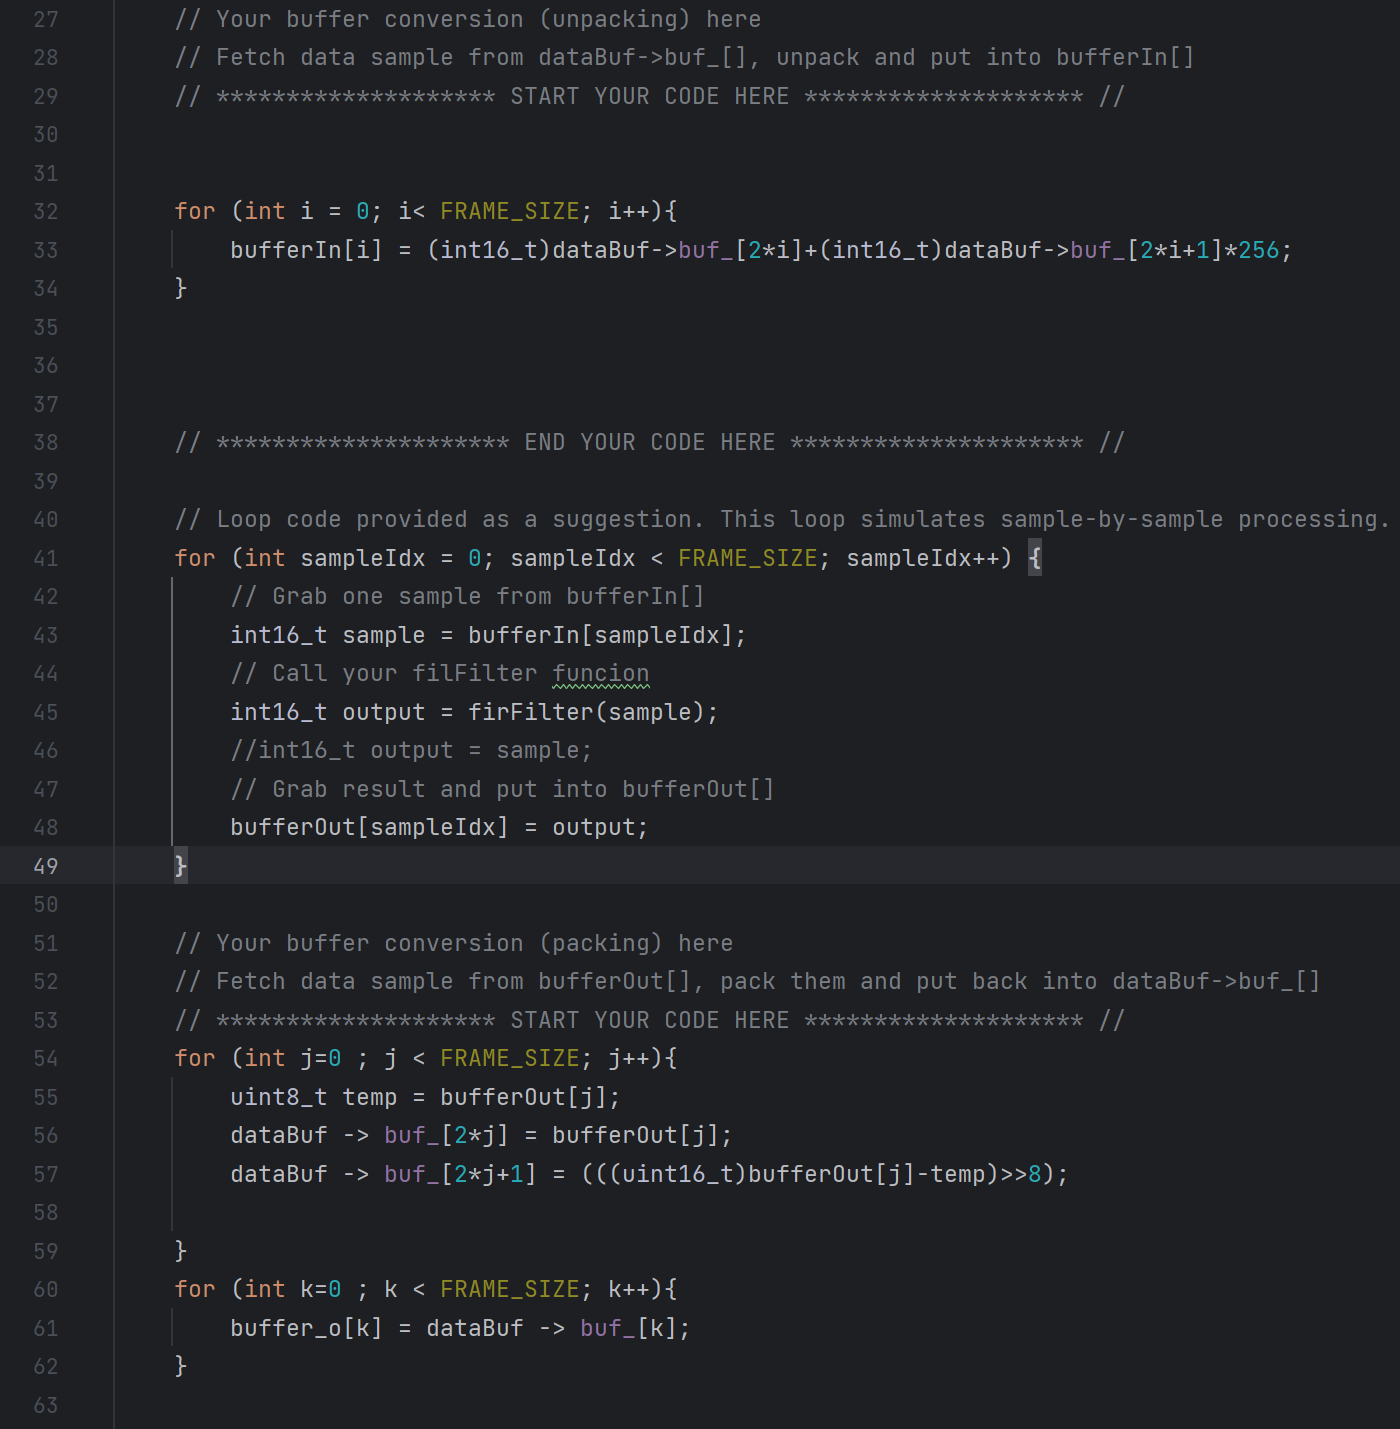 27 // Your buffer conversion (unpacking) here
28 // Fetch data sample from dataBuf->buf_[], unpack and put into bufferIn[]
29 // ******************** START YOUR CODE HERE ******************** //
30
31
32 for (int i = 0; i< FRAME_SIZE; i++){
33 bufferIn[i] = (int16_t)dataBuf->buf_[2*i]+(int16_t)dataBuf->buf_[2*i+1]*256;
34 }
35
36
37
38 // ********************* END YOUR CODE HERE ********************* //
39
40 // Loop code provided as a suggestion. This loop simulates sample-by-sample processing.
41 for (int sampleIdx = 0; sampleIdx < FRAME_SIZE; sampleIdx++) {
42 // Grab one sample from bufferIn[]
43 int16_t sample = bufferIn[sampleIdx];
44 // Call your filFilter funcion
45 int16_t output = firFilter(sample);
46 //int16_t output = sample;
47 // Grab result and put into bufferOut[]
48 bufferOut[sampleIdx] = output;
49 }
50
51 // Your buffer conversion (packing) here
52 // Fetch data sample from bufferOut[], pack them and put back into dataBuf->buf_[]
53 // ******************** START YOUR CODE HERE ******************** //
54 for (int j=0 ; j < FRAME_SIZE; j++){
55 uint8_t temp = bufferOut[j];
56 dataBuf -> buf_[2*j] = bufferOut[j];
57 dataBuf -> buf_[2*j+1] = (((uint16_t)bufferOut[j]-temp)>>8);
58
59 }
60 for (int k=0 ; k < FRAME_SIZE; k++){
61 buffer_o[k] = dataBuf -> buf_[k];
62 }
63